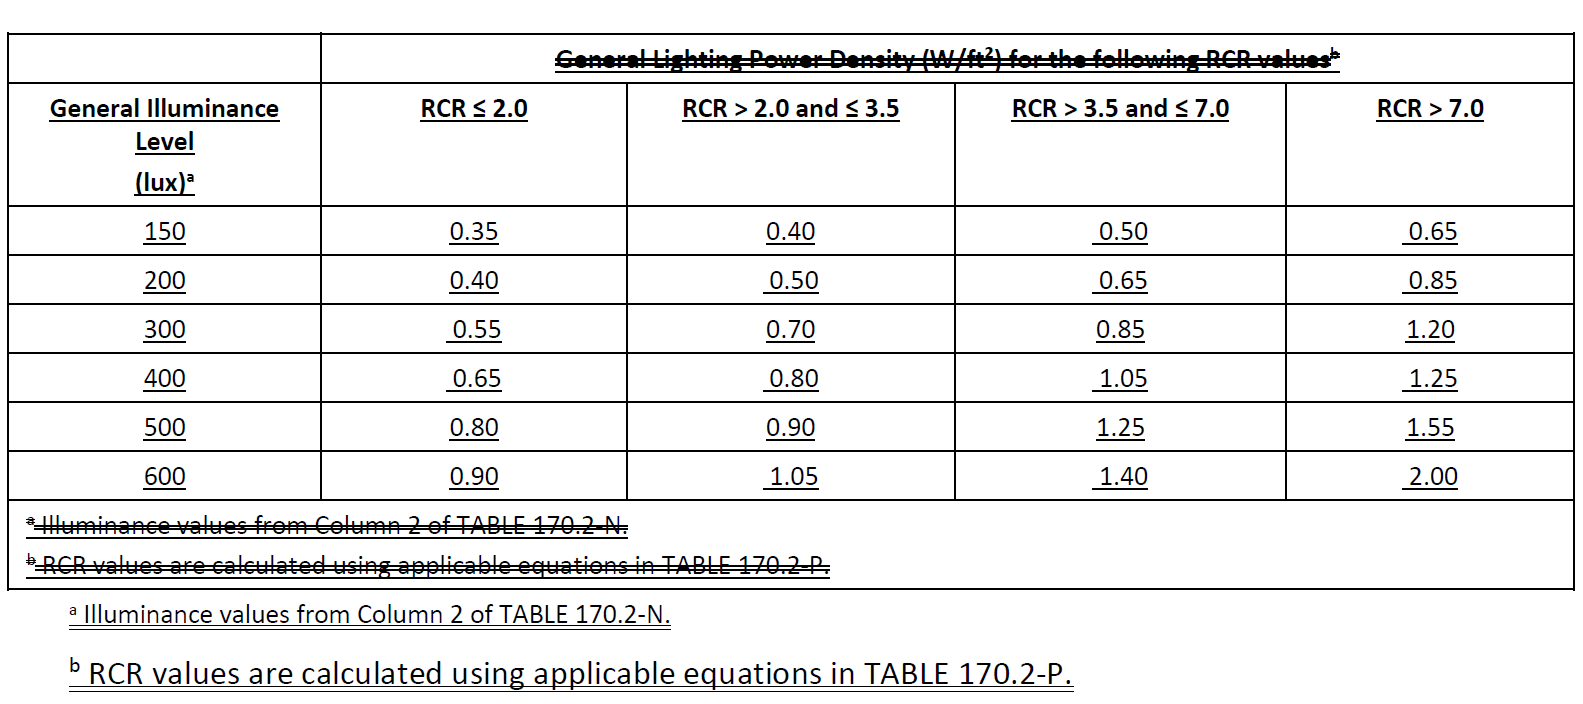 General Lighting Power Density (W/ft²) for the following RCR valuesᵇ
General Illuminance Level (lux)ᵃ RCR ≤ 2.0 RCR > 2.0 and ≤ 3.5 RCR > 3.5 and ≤ 7.0 RCR > 7.0
150 0.35 0.40 0.50 0.65
200 0.40 0.50 0.65 0.85
300 0.55 0.70 0.85 1.20
400 0.65 0.80 1.05 1.25
500 0.80 0.90 1.25 1.55
600 0.90 1.05 1.40 2.00
ᵃ Illuminance values from Column 2 of TABLE 170.2-N.
ᵇ RCR values are calculated using applicable equations in TABLE 170.2-P.
ᵃ Illuminance values from Column 2 of TABLE 170.2-N.
ᵇ RCR values are calculated using applicable equations in TABLE 170.2-P.